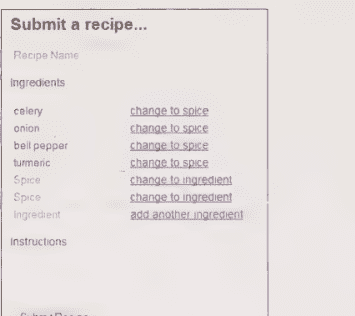 Submit a recipe...
Recipe Name
Ingredients
celery change to spice
onion change to spice
bell pepper change to spice
turmeric change to spice
Spice change to ingredient
Spice change to ingredient
Ingredient add another ingredient
Instructions